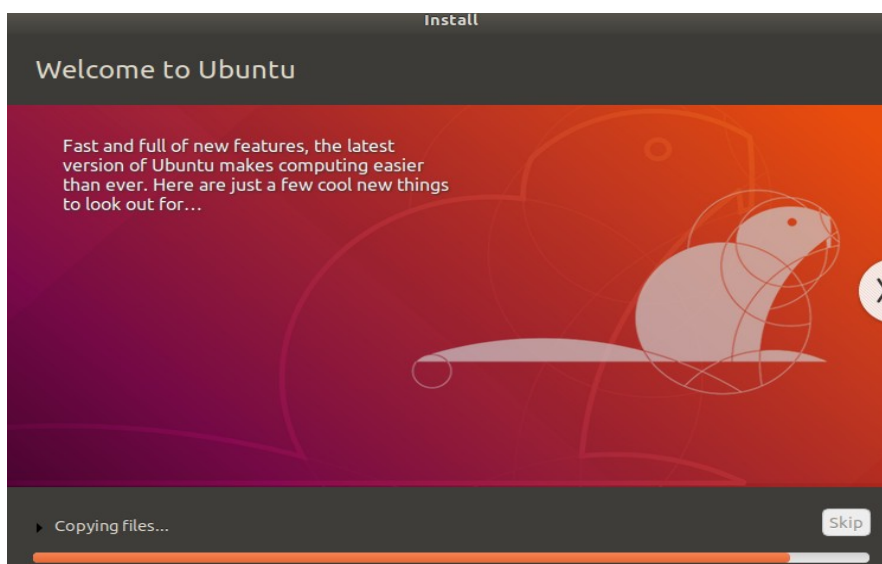 Install
Welcome to Ubuntu
Fast and full of new features, the latest
version of Ubuntu makes computing easier
than ever. Here are just a few cool new things
to look out for…
Copying files...
Skip